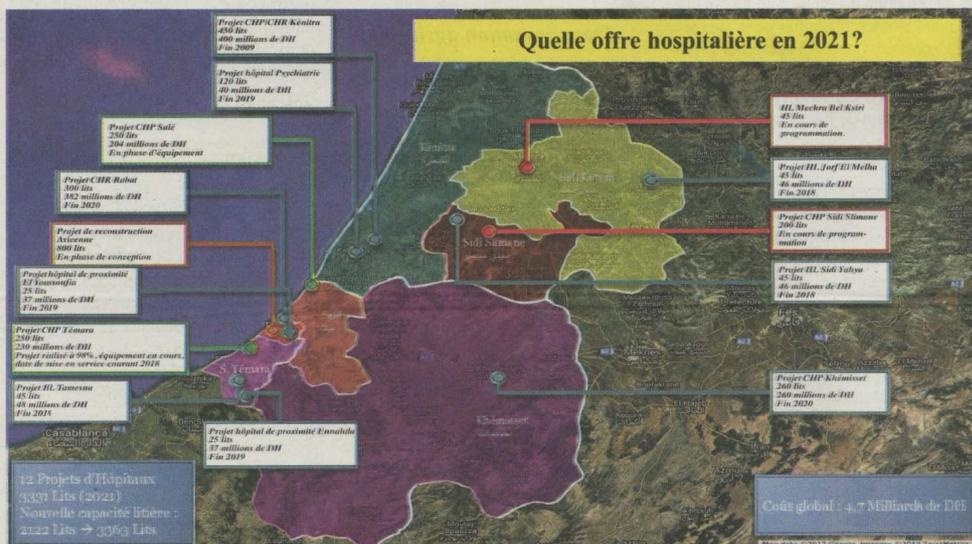 Quelle offre hospitalière en 2021?
Projet CHP/CHR Kénitra
450 lits
400 millions de DH
Fin 2009
Projet hôpital Psychiatrie
120 lits
40 millions de DH
Fin 2019
Projet CHP Salé
250 lits
204 millions de DH
En phase d'équipement
Projet CHR Rabat
300 lits
382 millions de DH
Fin 2020
Projet de reconstruction
Avicenne
800 lits
En phase de conception
Projet hôpital de proximité
El Youssoufia
25 lits
37 millions de DH
Fin 2019
Projet CHP Témara
250 lits
230 millions de DH
Projet réalisé à 98%, équipement en cours,
date de mise en service courant 2018
Projet HL Tamesna
45 lits
48 millions de DH
Fin 2018
Projet hôpital de proximité Ennahda
25 lits
37 millions de DH
Fin 2019
HL Mechra Bel Ksiri
45 lits
En cours de
programmation.
Projet HL Jorf El Melha
45 lits
46 millions de DH
Fin 2018
Projet CHP Sidi Slimane
200 lits
En cours de program-
mation
Projet HL Sidi Yahya
45 lits
46 millions de DH
Fin 2018
Projet CHP Khémisset
260 lits
260 millions de DH
Fin 2020
Kénitra
Sidi Kacem
Sidi Slimane
Salé
S. Témara
Khémisset
Casablanca
Meknes
12 Projets d'Hôpitaux
3331 Lits (2021)
Nouvelle capacité litière :
2122 Lits → 3363 Lits
Coût global : 4,7 Milliards de DH